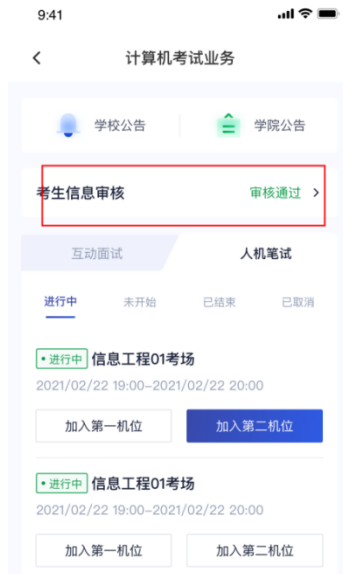 9:41
计算机考试业务
学校公告 学院公告
考生信息审核 审核通过
互动面试 人机笔试
进行中 未开始 已结束 已取消
•进行中 信息工程01考场
2021/02/22 19:00-2021/02/22 20:00
加入第一机位 加入第二机位
•进行中 信息工程01考场
2021/02/22 19:00-2021/02/22 20:00
加入第一机位 加入第二机位